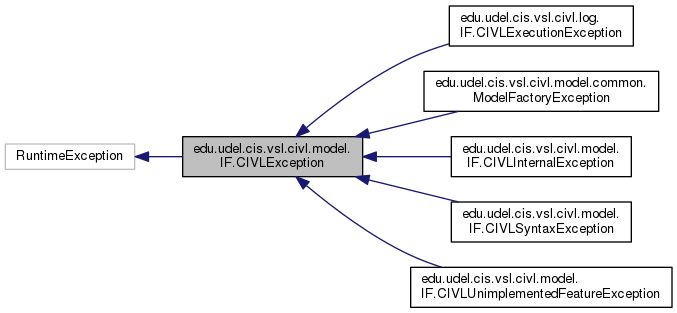 edu.udel.cis.vsl.civl.log.
IF.CIVLExecutionException
edu.udel.cis.vsl.civl.model.common.
ModelFactoryException
RuntimeException
edu.udel.cis.vsl.civl.model.
IF.CIVLException
edu.udel.cis.vsl.civl.model.
IF.CIVLInternalException
edu.udel.cis.vsl.civl.model.
IF.CIVLSyntaxException
edu.udel.cis.vsl.civl.model.
IF.CIVLUnimplementedFeatureException